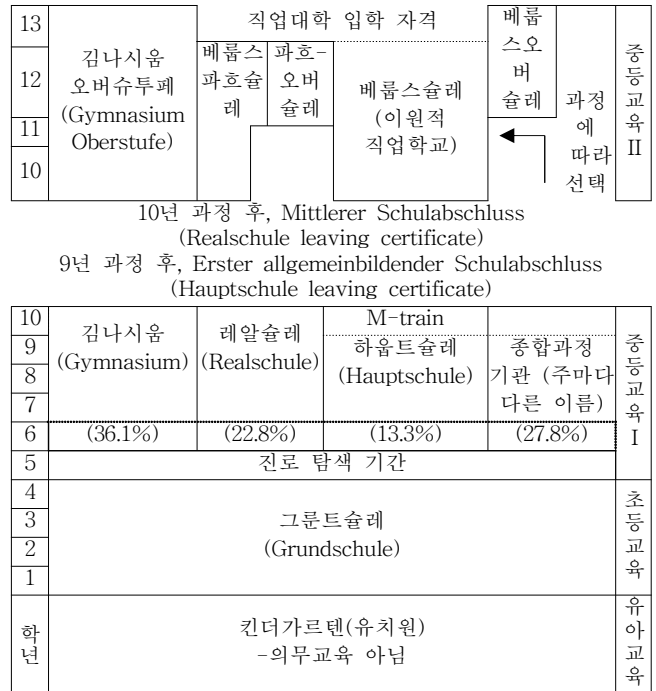 13
12
11
10
김나시움
오버슈투페
(Gymnasium
Oberstufe)
직업대학 입학 자격
베룹스
파흐슐
레
파흐-
오버
슐레
베룹스슐레
(이원적
직업학교)
베룹
스오
버
슐레
과정
에
따라
선택
중
등
교
육
Ⅱ
10년 과정 후, Mittlerer Schulabschluss
(Realschule leaving certificate)
9년 과정 후, Erster allgemeinbildender Schulabschluss
(Hauptschule leaving certificate)
10
9
8
7
6
5
김나시움
(Gymnasium)
레알슐레
(Realschule)
M-train
하웁트슐레
(Hauptschule)
종합과정
기관 (주마다
다른 이름)
(36.1%)
(22.8%)
(13.3%)
(27.8%)
진로 탐색 기간
중
등
교
육
Ⅰ
4
3
2
1
그룬트슐레
(Grundschule)
초
등
교
육
학
년
킨더가르텐(유치원)
-의무교육 아님
유
아
교
육